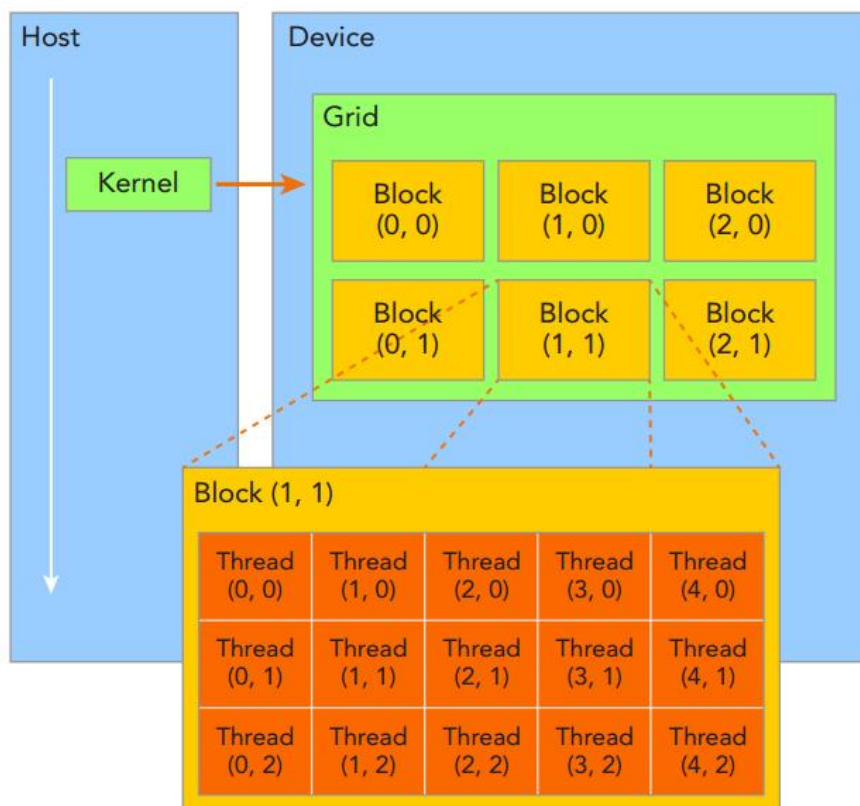 Host
Device
Grid
Kernel
Block
(0, 0)
Block
(1, 0)
Block
(2, 0)
Block
(0, 1)
Block
(1, 1)
Block
(2, 1)
Block (1, 1)
Thread
(0, 0)
Thread
(1, 0)
Thread
(2, 0)
Thread
(3, 0)
Thread
(4, 0)
Thread
(0, 1)
Thread
(1, 1)
Thread
(2, 1)
Thread
(3, 1)
Thread
(4, 1)
Thread
(0, 2)
Thread
(1, 2)
Thread
(2, 2)
Thread
(3, 2)
Thread
(4, 2)